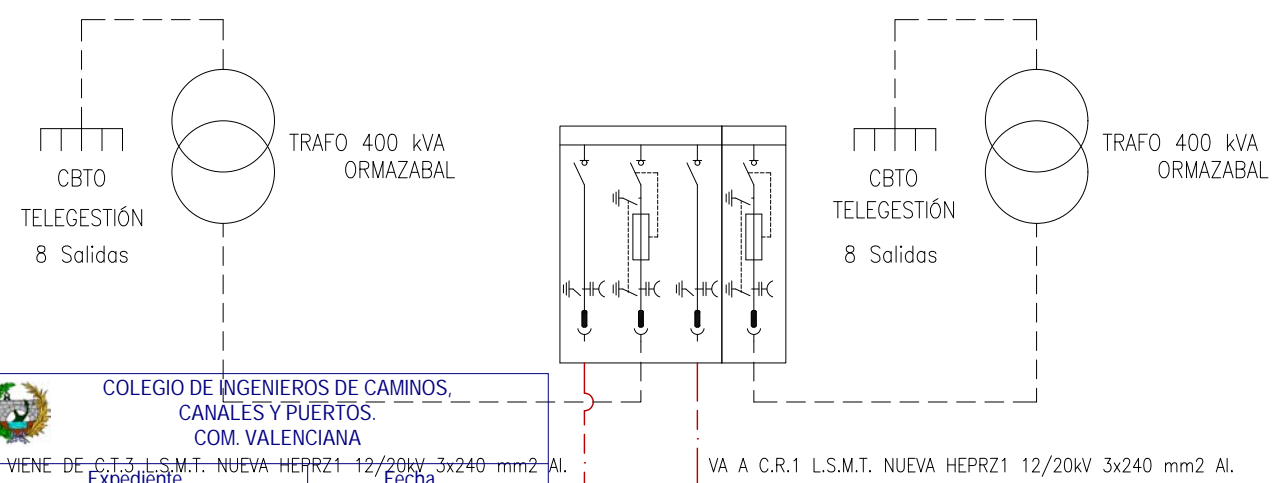 TRAFO 400 kVA
ORMAZABAL
CBTO
TELEGESTIÓN
8 Salidas
TRAFO 400 kVA
ORMAZABAL
CBTO
TELEGESTIÓN
8 Salidas
COLEGIO DE INGENIEROS DE CAMINOS,
CANALES Y PUERTOS.
COM. VALENCIANA
VIENE DE C.T.3 L.S.M.T. NUEVA HEPRZ1 12/20kV 3x240 mm2 Al.
VA A C.R.1 L.S.M.T. NUEVA HEPRZ1 12/20kV 3x240 mm2 Al.
Expediente
Fecha